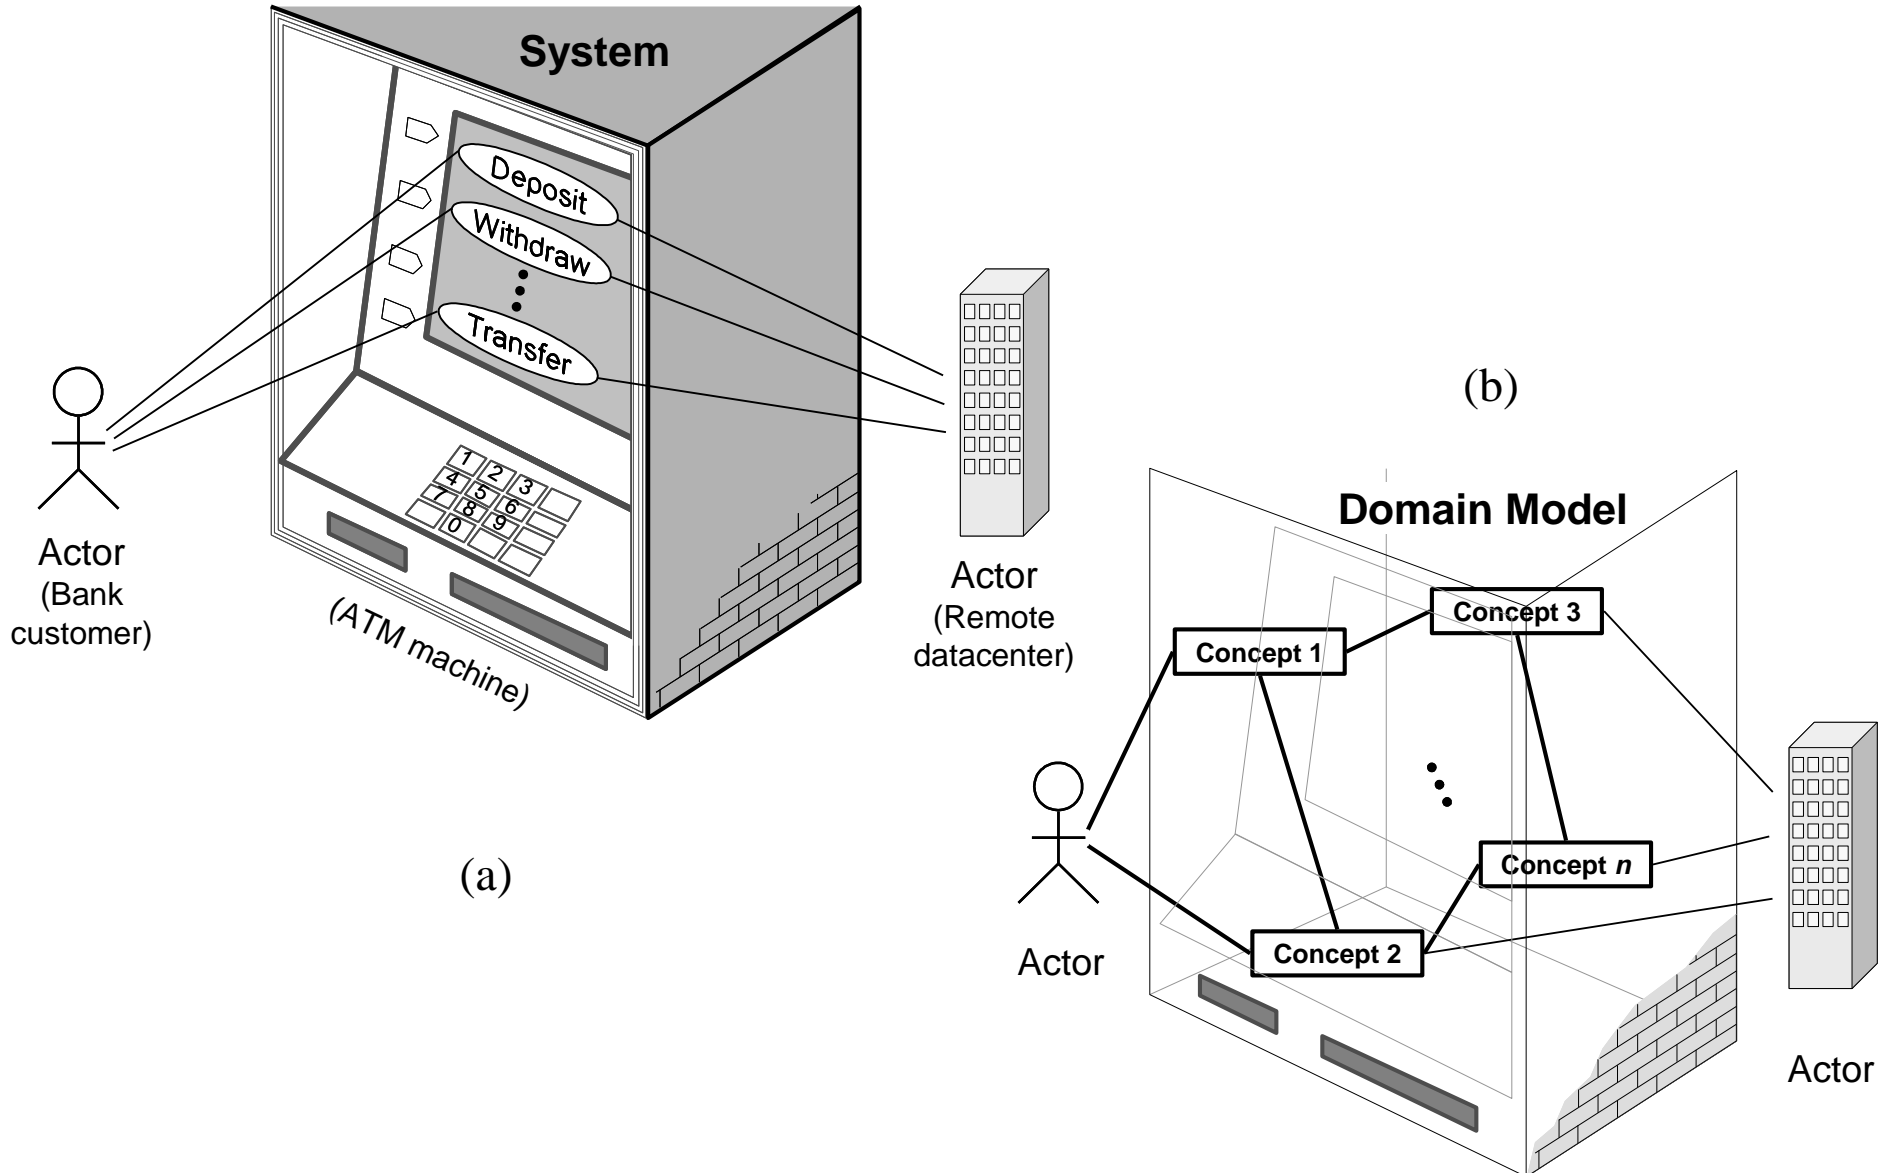 System
Deposit
Withdraw
Transfer
1 2 3
4 5 6
7 8 9
0
Actor
(Bank
customer)
(ATM machine)
Actor
(Remote
datacenter)
(a)
(b)
Domain Model
Concept 3
Concept 1
Concept n
Concept 2
Actor
Actor